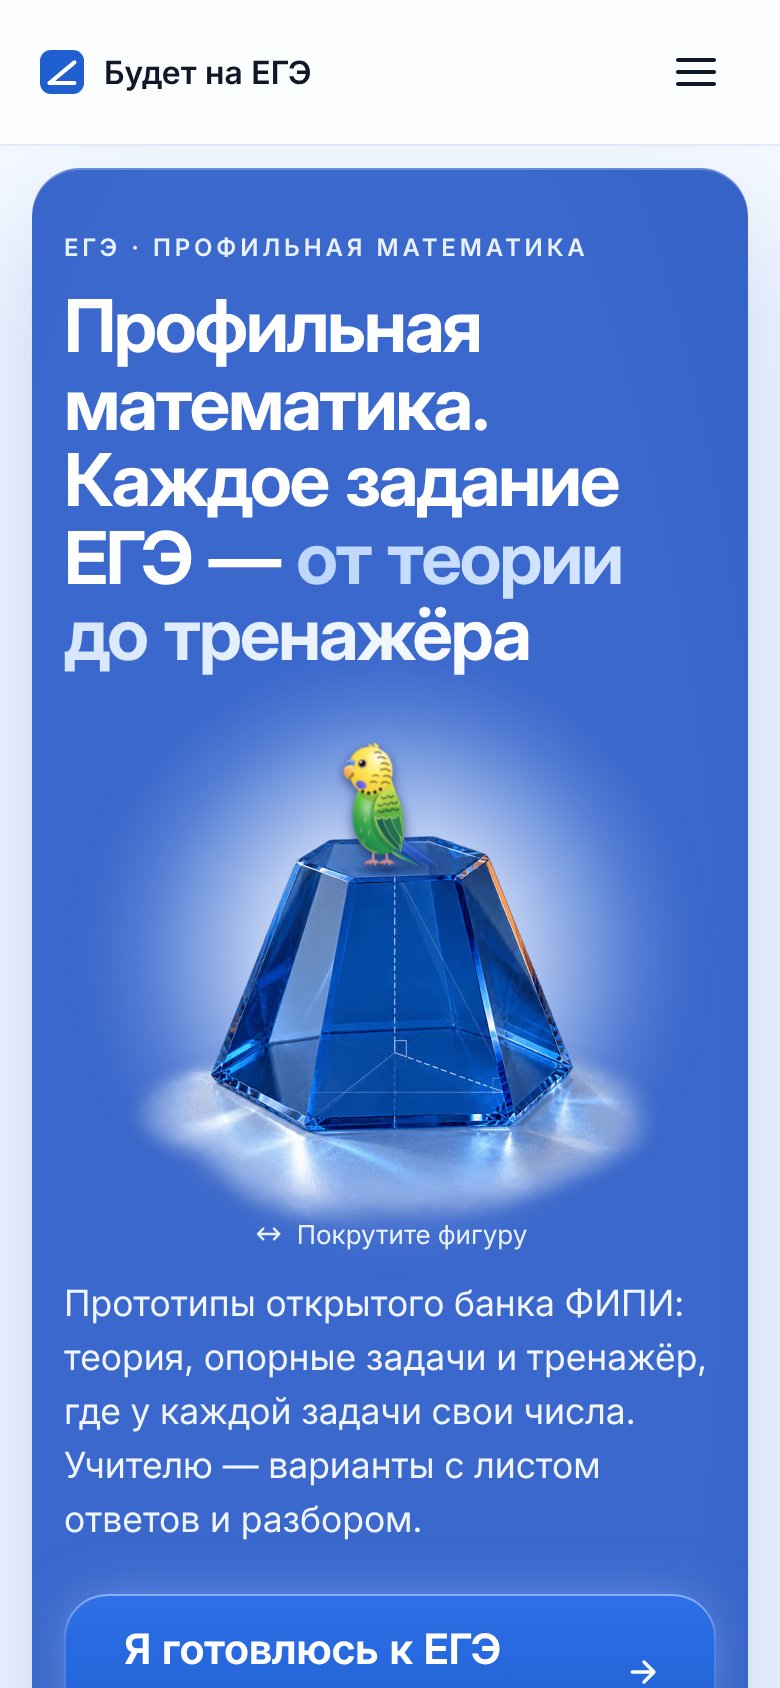 Будет на ЕГЭ
ЕГЭ · ПРОФИЛЬНАЯ МАТЕМАТИКА
Профильная
математика.
Каждое задание
ЕГЭ — от теории
до тренажёра
Покрутите фигуру
Прототипы открытого банка ФИПИ:
теория, опорные задачи и тренажёр,
где у каждой задачи свои числа.
Учителю — варианты с листом
ответов и разбором.
Я готовлюсь к ЕГЭ